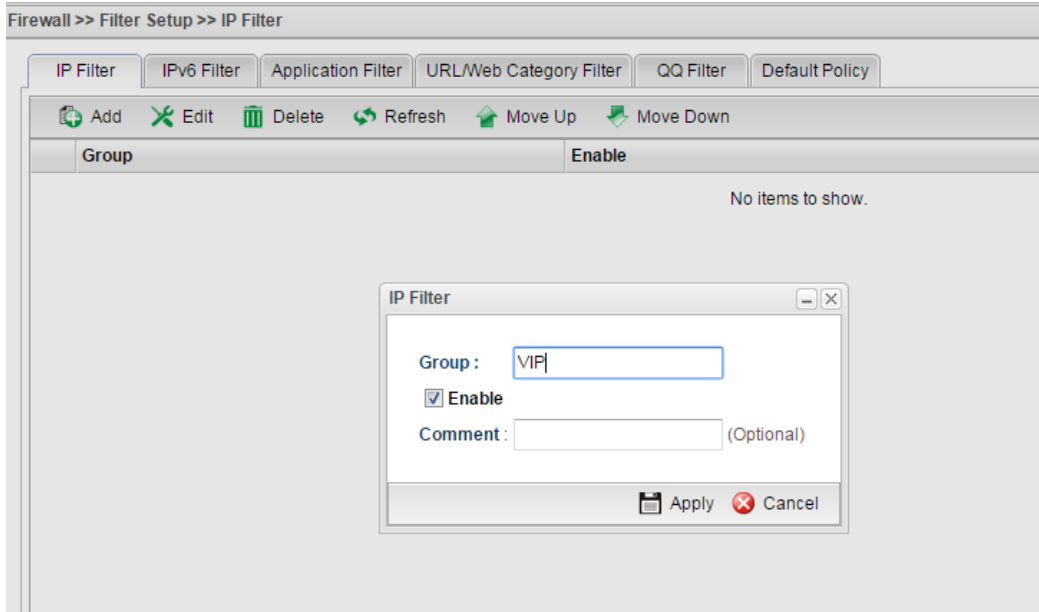 Firewall >> Filter Setup >> IP Filter
IP Filter IPv6 Filter Application Filter URL/Web Category Filter QQ Filter Default Policy
Add Edit Delete Refresh Move Up Move Down
Group Enable
No items to show.
IP Filter
Group : VIP
Enable
Comment : (Optional)
Apply Cancel